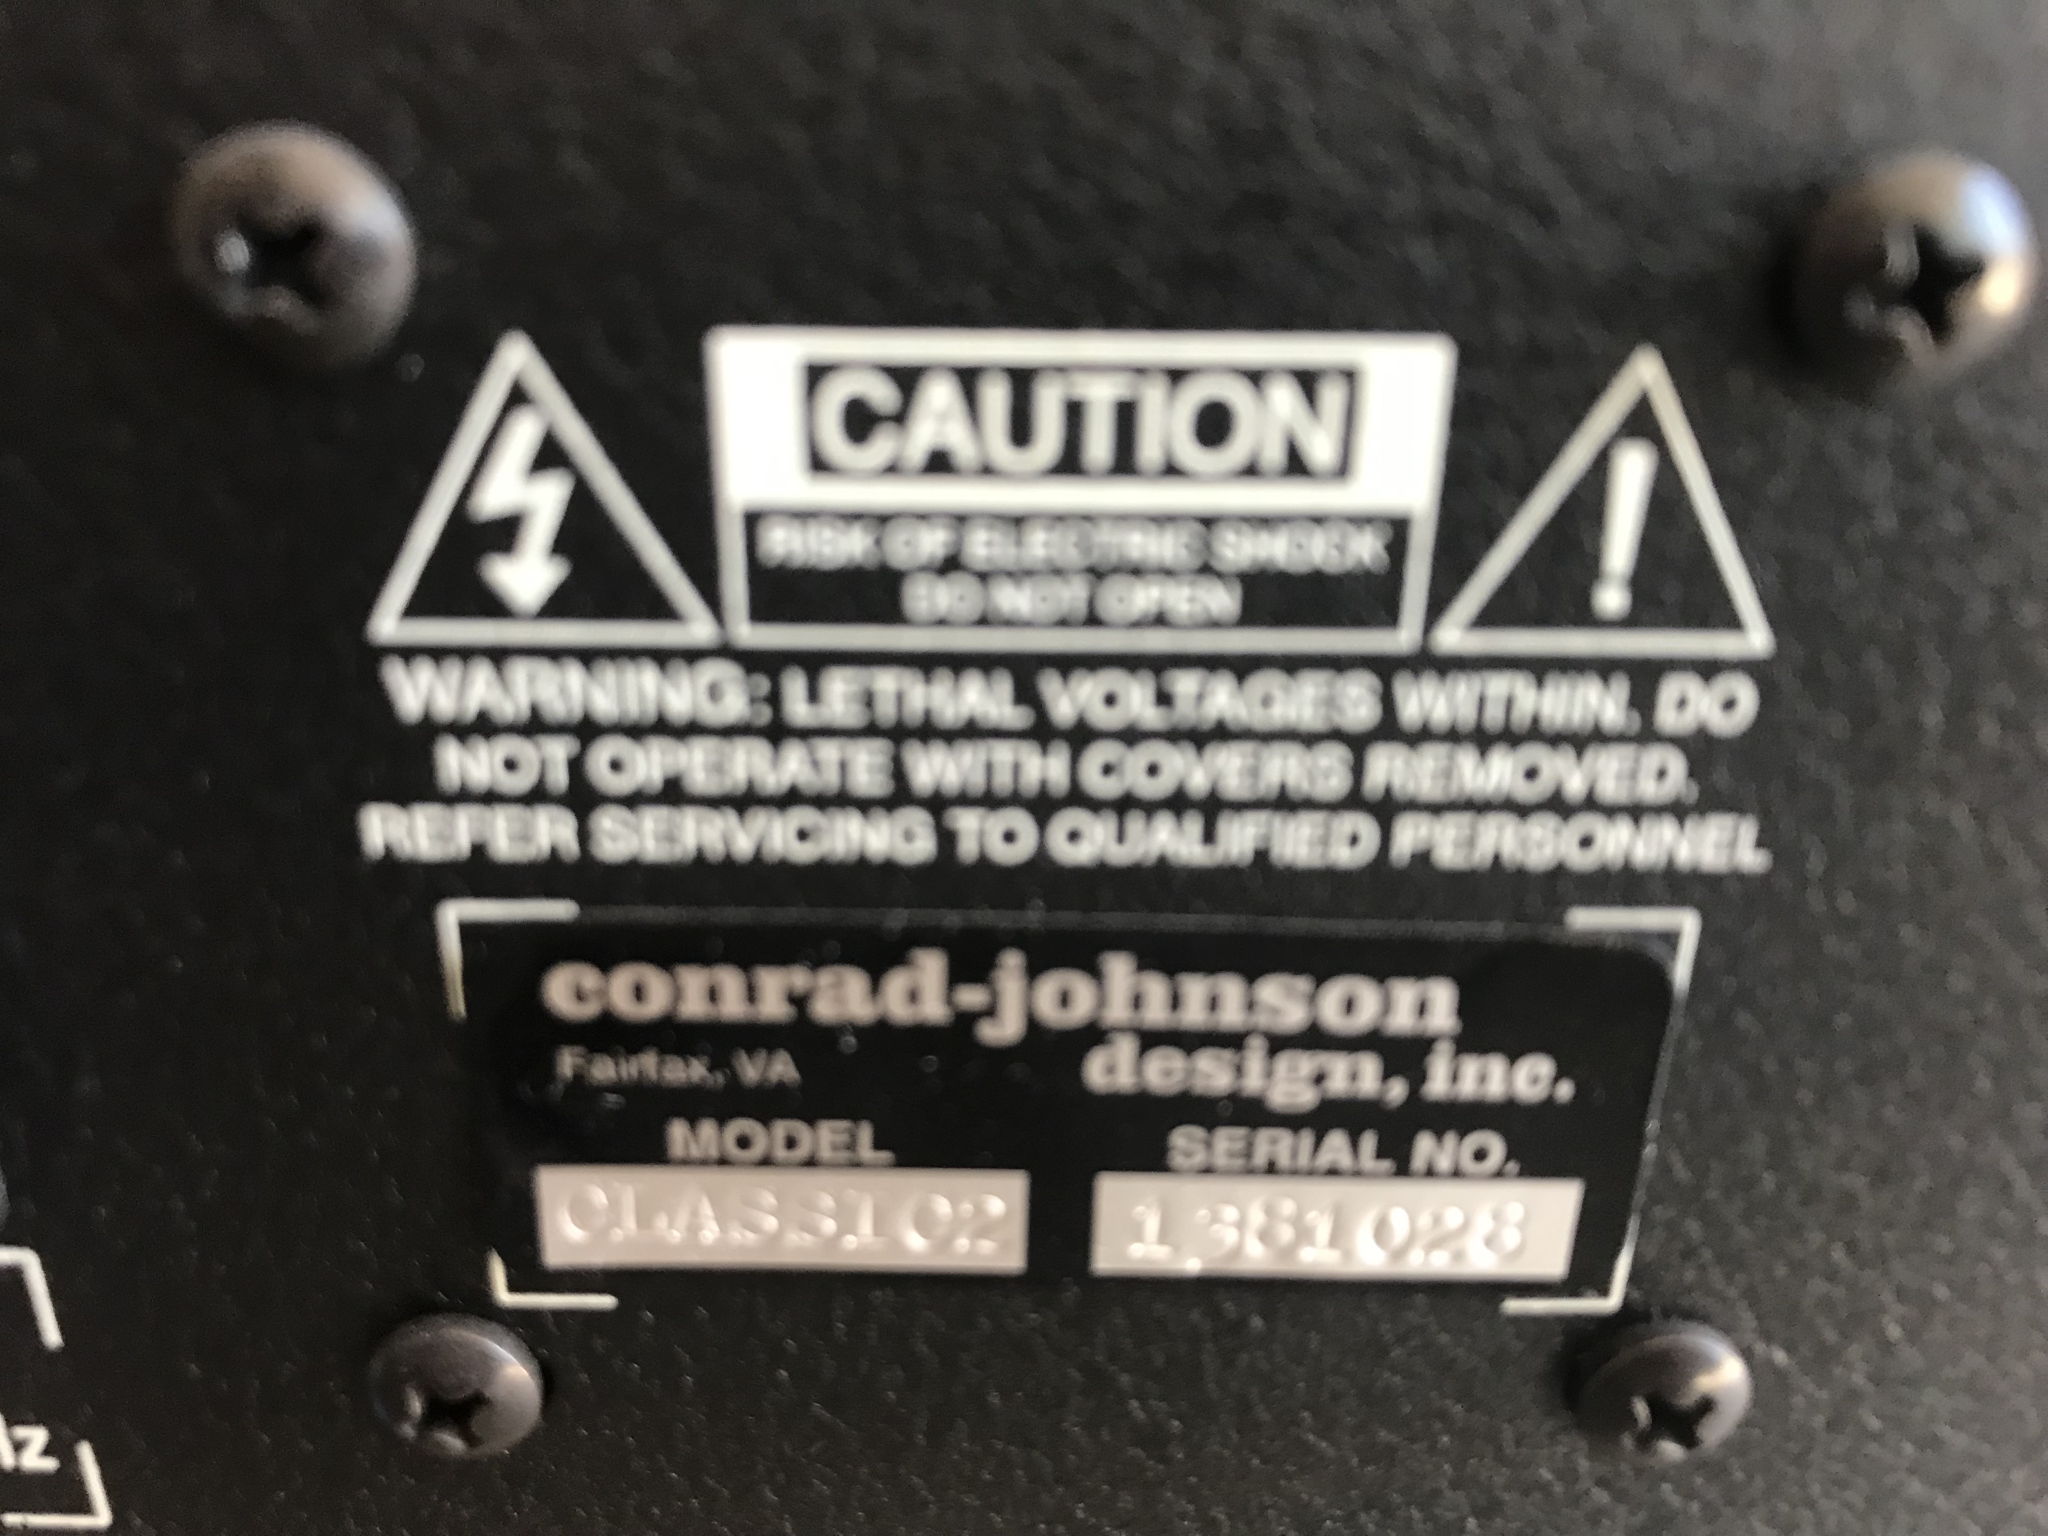 CAUTION
RISK OF ELECTRIC SHOCK
DO NOT OPEN
WARNING: LETHAL VOLTAGES WITHIN. DO
NOT OPERATE WITH COVERS REMOVED.
REFER SERVICING TO QUALIFIED PERSONNEL
conrad-johnson
Fairfax, VA design, inc.
MODEL SERIAL NO.
CLASSIC2 1381028